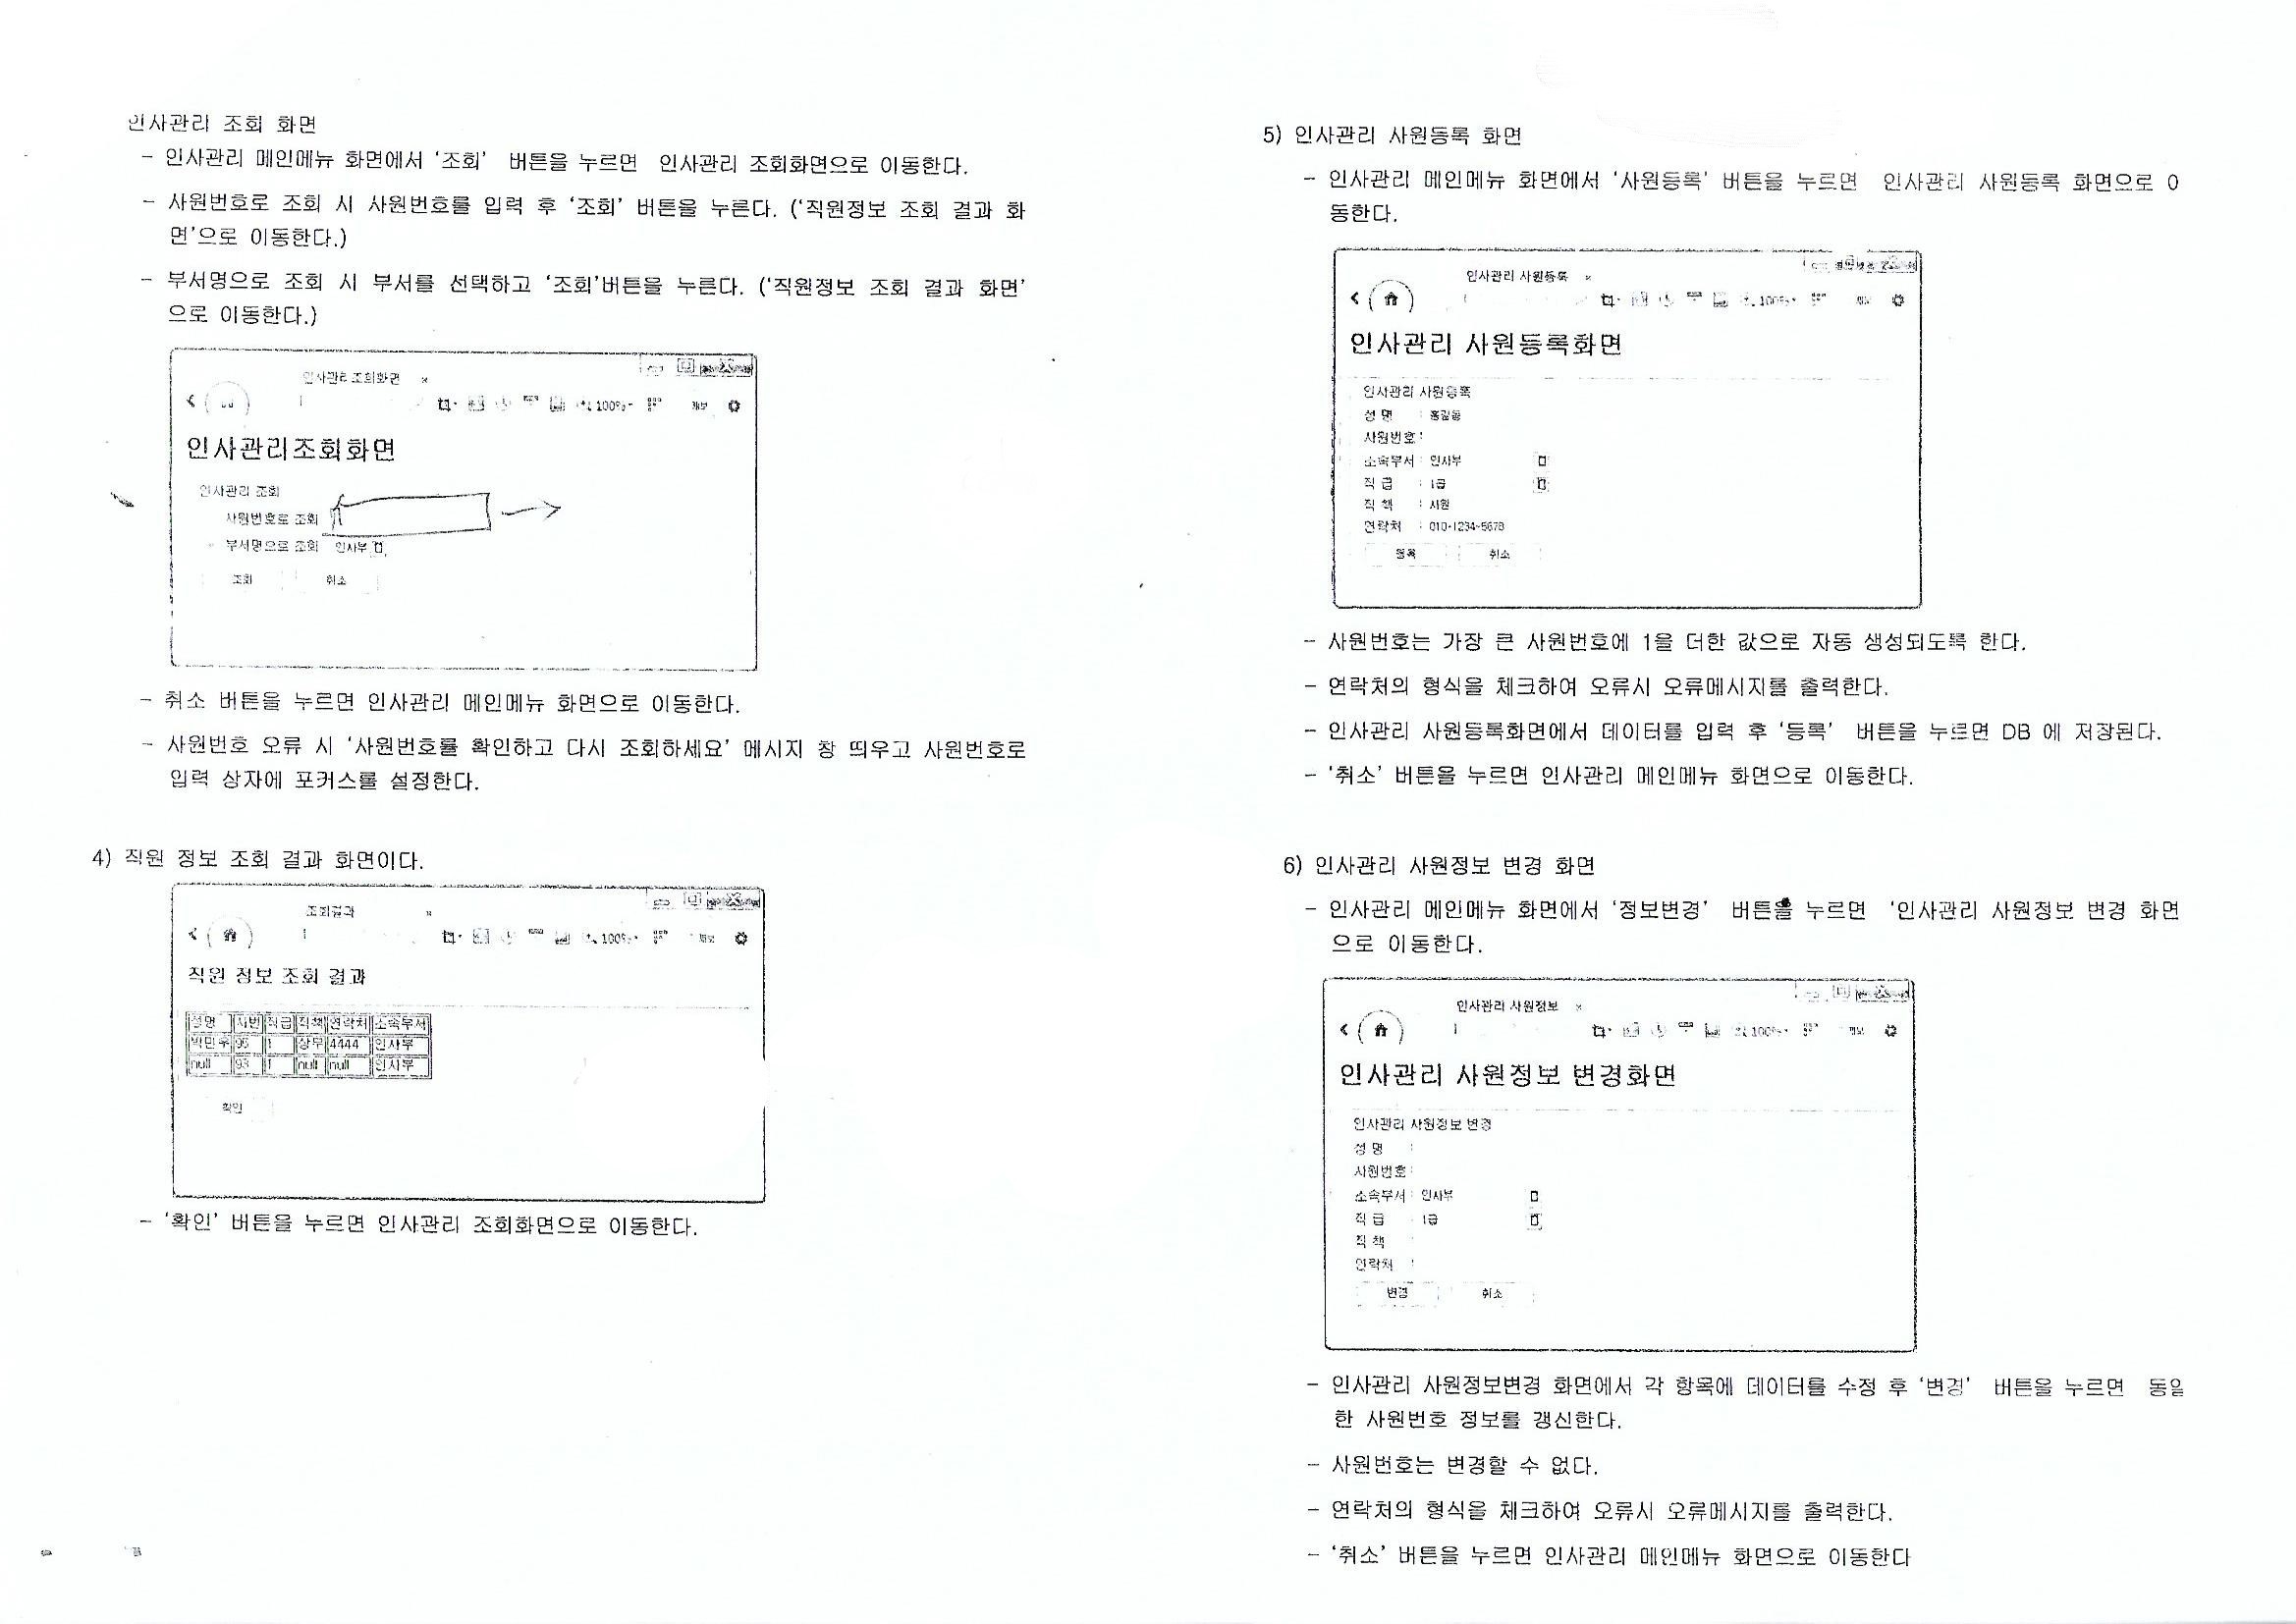 인사관리 조회 화면
- 인사관리 메인메뉴 화면에서 '조회' 버튼을 누르면 인사관리 조회화면으로 이동한다.
- 사원번호로 조회 시 사원번호를 입력 후 '조회' 버튼을 누른다. ('직원정보 조회 결과 화
면'으로 이동한다.)
- 부서명으로 조회 시 부서를 선택하고 '조회'버튼을 누른다. ('직원정보 조회 결과 화면'
으로 이동한다.)
인사관리 조회화면 ×
100%
인사관리조회화면
인사관리 조회
사원번호로 조회
부서명으로 조회 인사부
조회 취소
- 취소 버튼을 누르면 인사관리 메인메뉴 화면으로 이동한다.
- 사원번호 오류 시 '사원번호를 확인하고 다시 조회하세요' 메시지 창 띄우고 사원번호로
입력 상자에 포커스를 설정한다.
4) 직원 정보 조회 결과 화면이다.
조회결과 ×
100%
직원 정보 조회 결과
성명 사번 직급 직책 연락처 소속부서
박민우 95 1 상무 4444 인사부
null 93 1 null null 인사부
확인
- '확인' 버튼을 누르면 인사관리 조회화면으로 이동한다.
5) 인사관리 사원등록 화면
- 인사관리 메인메뉴 화면에서 '사원등록' 버튼을 누르면 인사관리 사원등록 화면으로 이
동한다.
인사관리 사원등록 ×
100%
인사관리 사원등록화면
인사관리 사원등록
성 명 : 홍길동
사원번호 :
소속부서 : 인사부
직 급 : 1급
직 책 : 사원
연락처 : 010-1234-5678
등록 취소
- 사원번호는 가장 큰 사원번호에 1을 더한 값으로 자동 생성되도록 한다.
- 연락처의 형식을 체크하여 오류시 오류메시지를 출력한다.
- 인사관리 사원등록화면에서 데이터를 입력 후 '등록' 버튼을 누르면 DB 에 저장된다.
- '취소' 버튼을 누르면 인사관리 메인메뉴 화면으로 이동한다.
6) 인사관리 사원정보 변경 화면
- 인사관리 메인메뉴 화면에서 '정보변경' 버튼을 누르면 '인사관리 사원정보 변경 화면
으로 이동한다.
인사관리 사원정보 ×
100%
인사관리 사원정보 변경화면
인사관리 사원정보 변경
성 명 :
사원번호 :
소속부서 : 인사부
직 급 : 1급
직 책 :
연락처 :
변경 취소
- 인사관리 사원정보변경 화면에서 각 항목에 데이터를 수정 후 '변경' 버튼을 누르면 동일
한 사원번호 정보를 갱신한다.
- 사원번호는 변경할 수 없다.
- 연락처의 형식을 체크하여 오류시 오류메시지를 출력한다.
- '취소' 버튼을 누르면 인사관리 메인메뉴 화면으로 이동한다